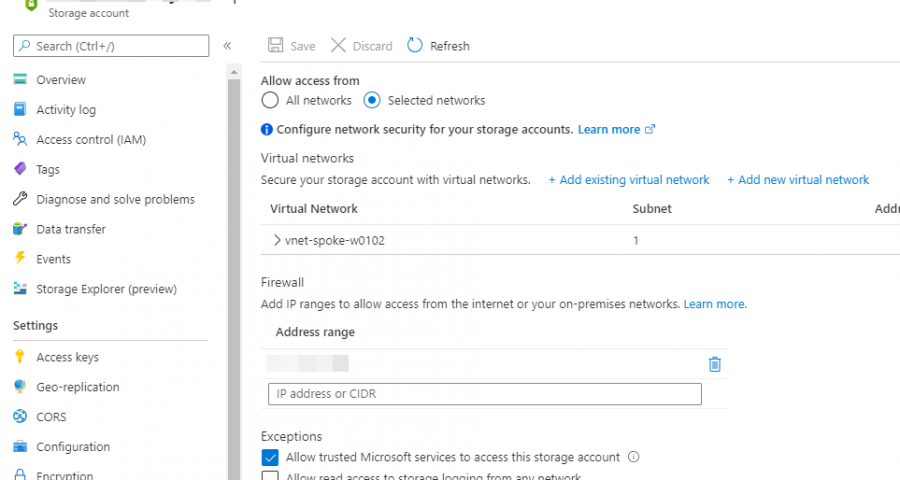 Storage account
Search (Ctrl+/)
«
Overview
Activity log
Access control (IAM)
Tags
Diagnose and solve problems
Data transfer
Events
Storage Explorer (preview)
Settings
Access keys
Geo-replication
CORS
Configuration
Encryption
Save Discard Refresh
Allow access from
All networks Selected networks
Configure network security for your storage accounts. Learn more
Virtual networks
Secure your storage account with virtual networks. + Add existing virtual network + Add new virtual network
Virtual Network Subnet Addr
vnet-spoke-w0102 1
Firewall
Add IP ranges to allow access from the internet or your on-premises networks. Learn more.
Address range
IP address or CIDR
Exceptions
Allow trusted Microsoft services to access this storage account
Allow read access to storage logging from any network